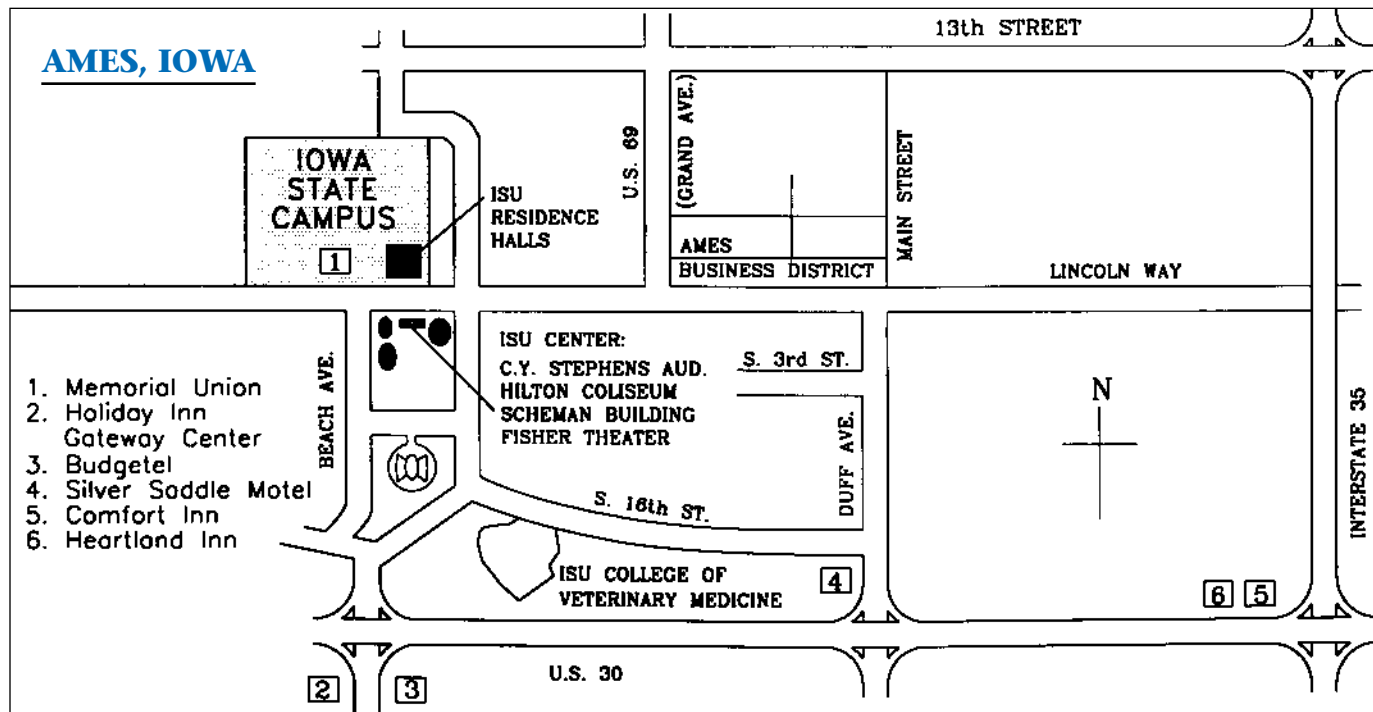 AMES, IOWA
13th STREET
IOWA
STATE
CAMPUS
1
ISU
RESIDENCE
HALLS
U.S. 69
(GRAND AVE.)
AMES
BUSINESS DISTRICT
MAIN STREET
LINCOLN WAY
BEACH AVE.
ISU CENTER:
C.Y. STEPHENS AUD.
HILTON COLISEUM
SCHEMAN BUILDING
FISHER THEATER
S. 3rd ST.
DUFF AVE.
N
INTERSTATE 35
1. Memorial Union
2. Holiday Inn
Gateway Center
3. Budgetel
4. Silver Saddle Motel
5. Comfort Inn
6. Heartland Inn
S. 16th ST.
ISU COLLEGE OF
VETERINARY MEDICINE
4
6 5
U.S. 30
2 3